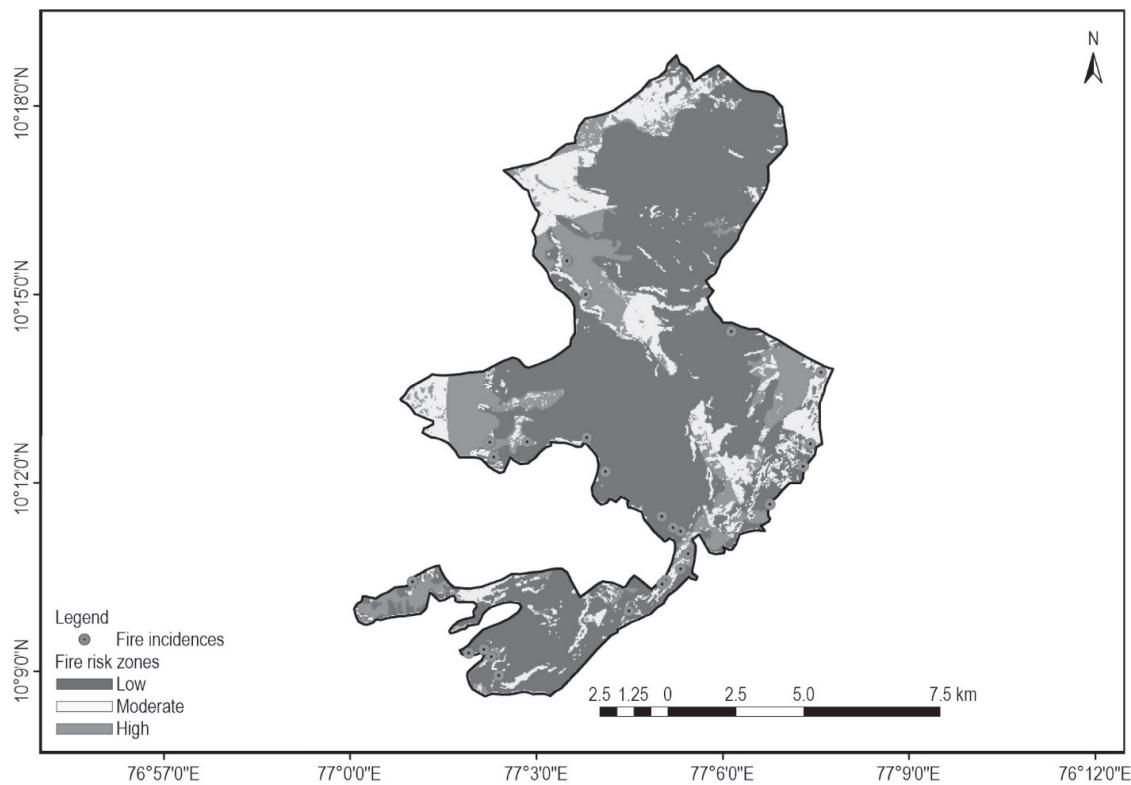 N
10°18'0"N
10°15'0"N
10°12'0"N
10°9'0"N
Legend
Fire incidences
Fire risk zones
Low
Moderate
High
2.5 1.25 0 2.5 5.0 7.5 km
76°57'0"E 77°0'0"E 77°3'0"E 77°6'0"E 77°9'0"E 76°12'0"E